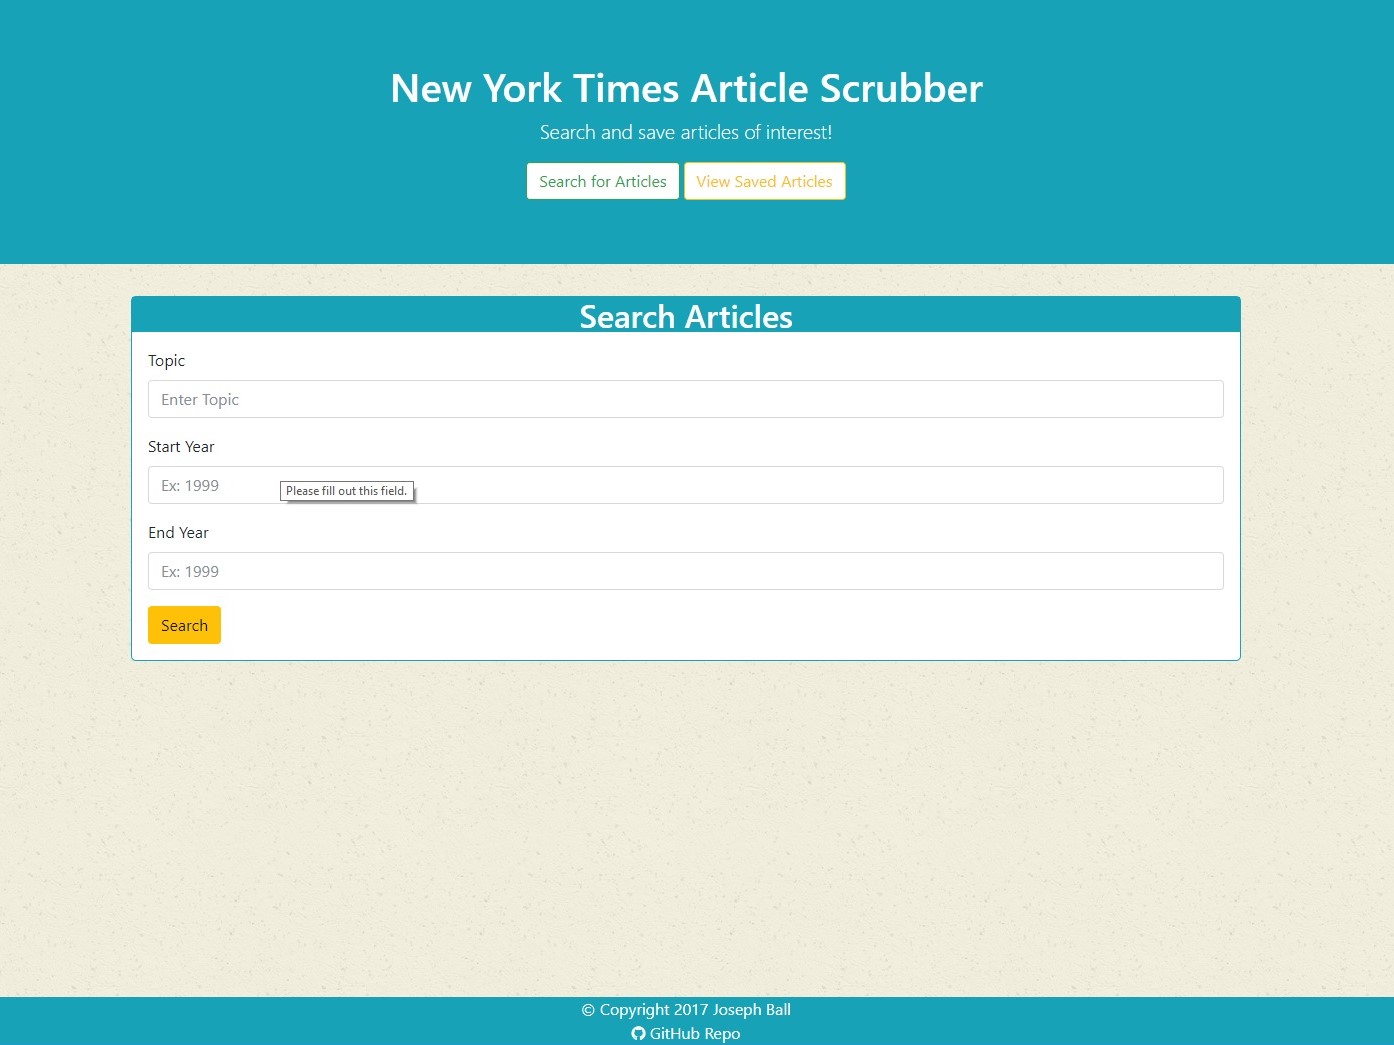 New York Times Article Scrubber
Search and save articles of interest!
Search for Articles View Saved Articles
Search Articles
Topic
Enter Topic
Start Year
Ex: 1999
Please fill out this field.
End Year
Ex: 1999
Search
© Copyright 2017 Joseph Ball
GitHub Repo